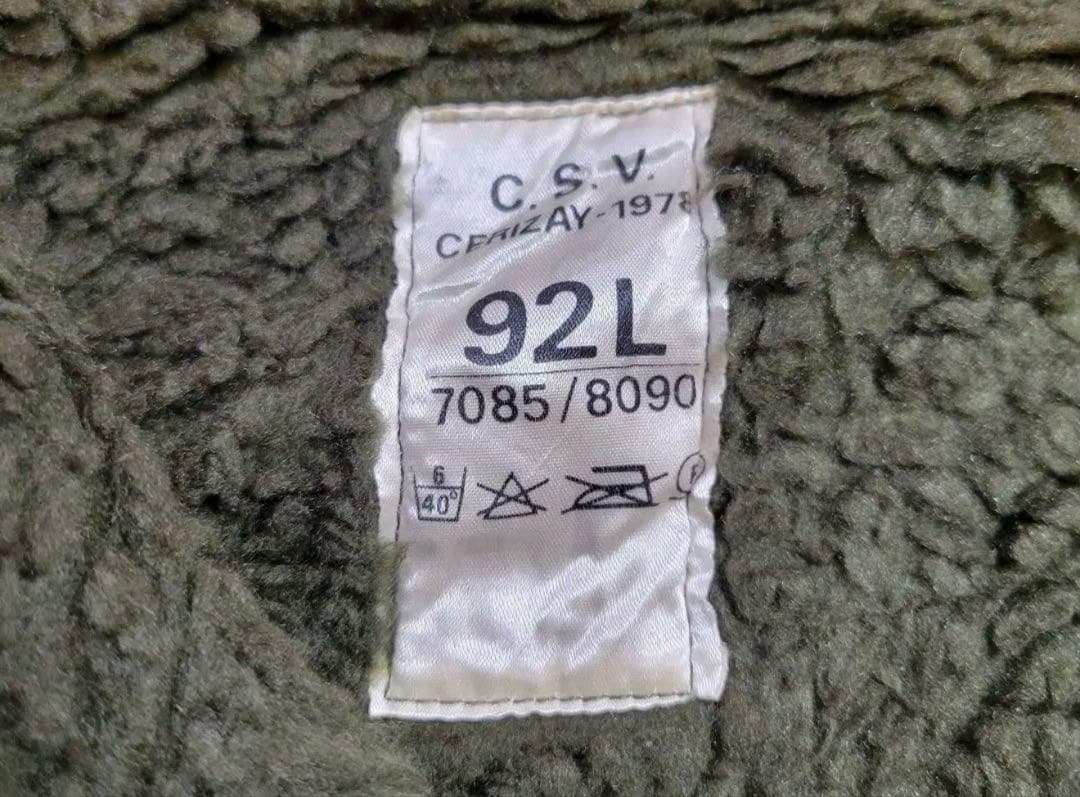 C. S. V.
CERIZAY-1978
92L
7085/8090
6
40°
P